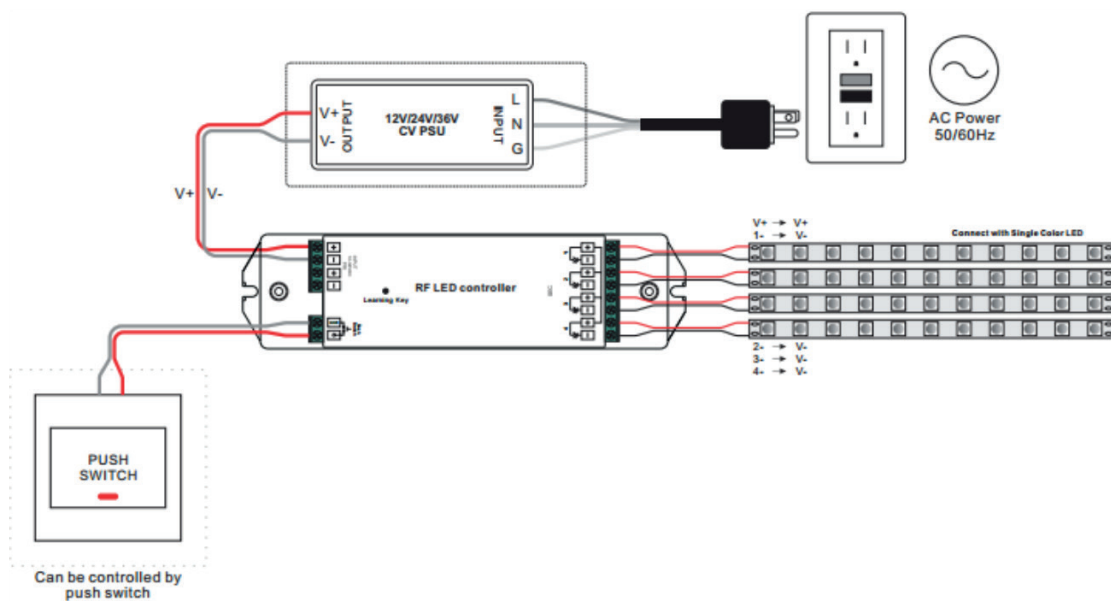 L
N
G
INPUT
12V/24V/36V
CV PSU
OUTPUT
V+
V-
AC Power
50/60Hz
V+ V-
RF LED controller
Learning Key
V+ → V+
1- → V-
Connect with Single Color LED
2- → V-
3- → V-
4- → V-
PUSH
SWITCH
Can be controlled by
push switch